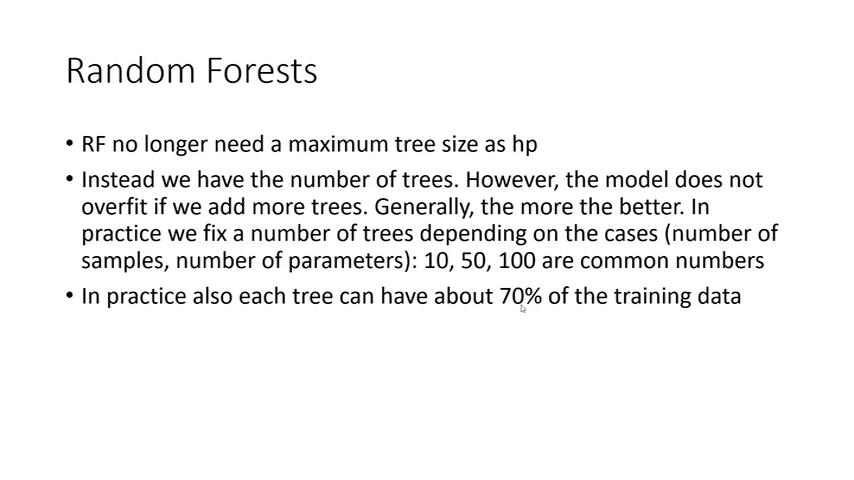 Random Forests
• RF no longer need a maximum tree size as hp
• Instead we have the number of trees. However, the model does not
overfit if we add more trees. Generally, the more the better. In
practice we fix a number of trees depending on the cases (number of
samples, number of parameters): 10, 50, 100 are common numbers
• In practice also each tree can have about 70% of the training data